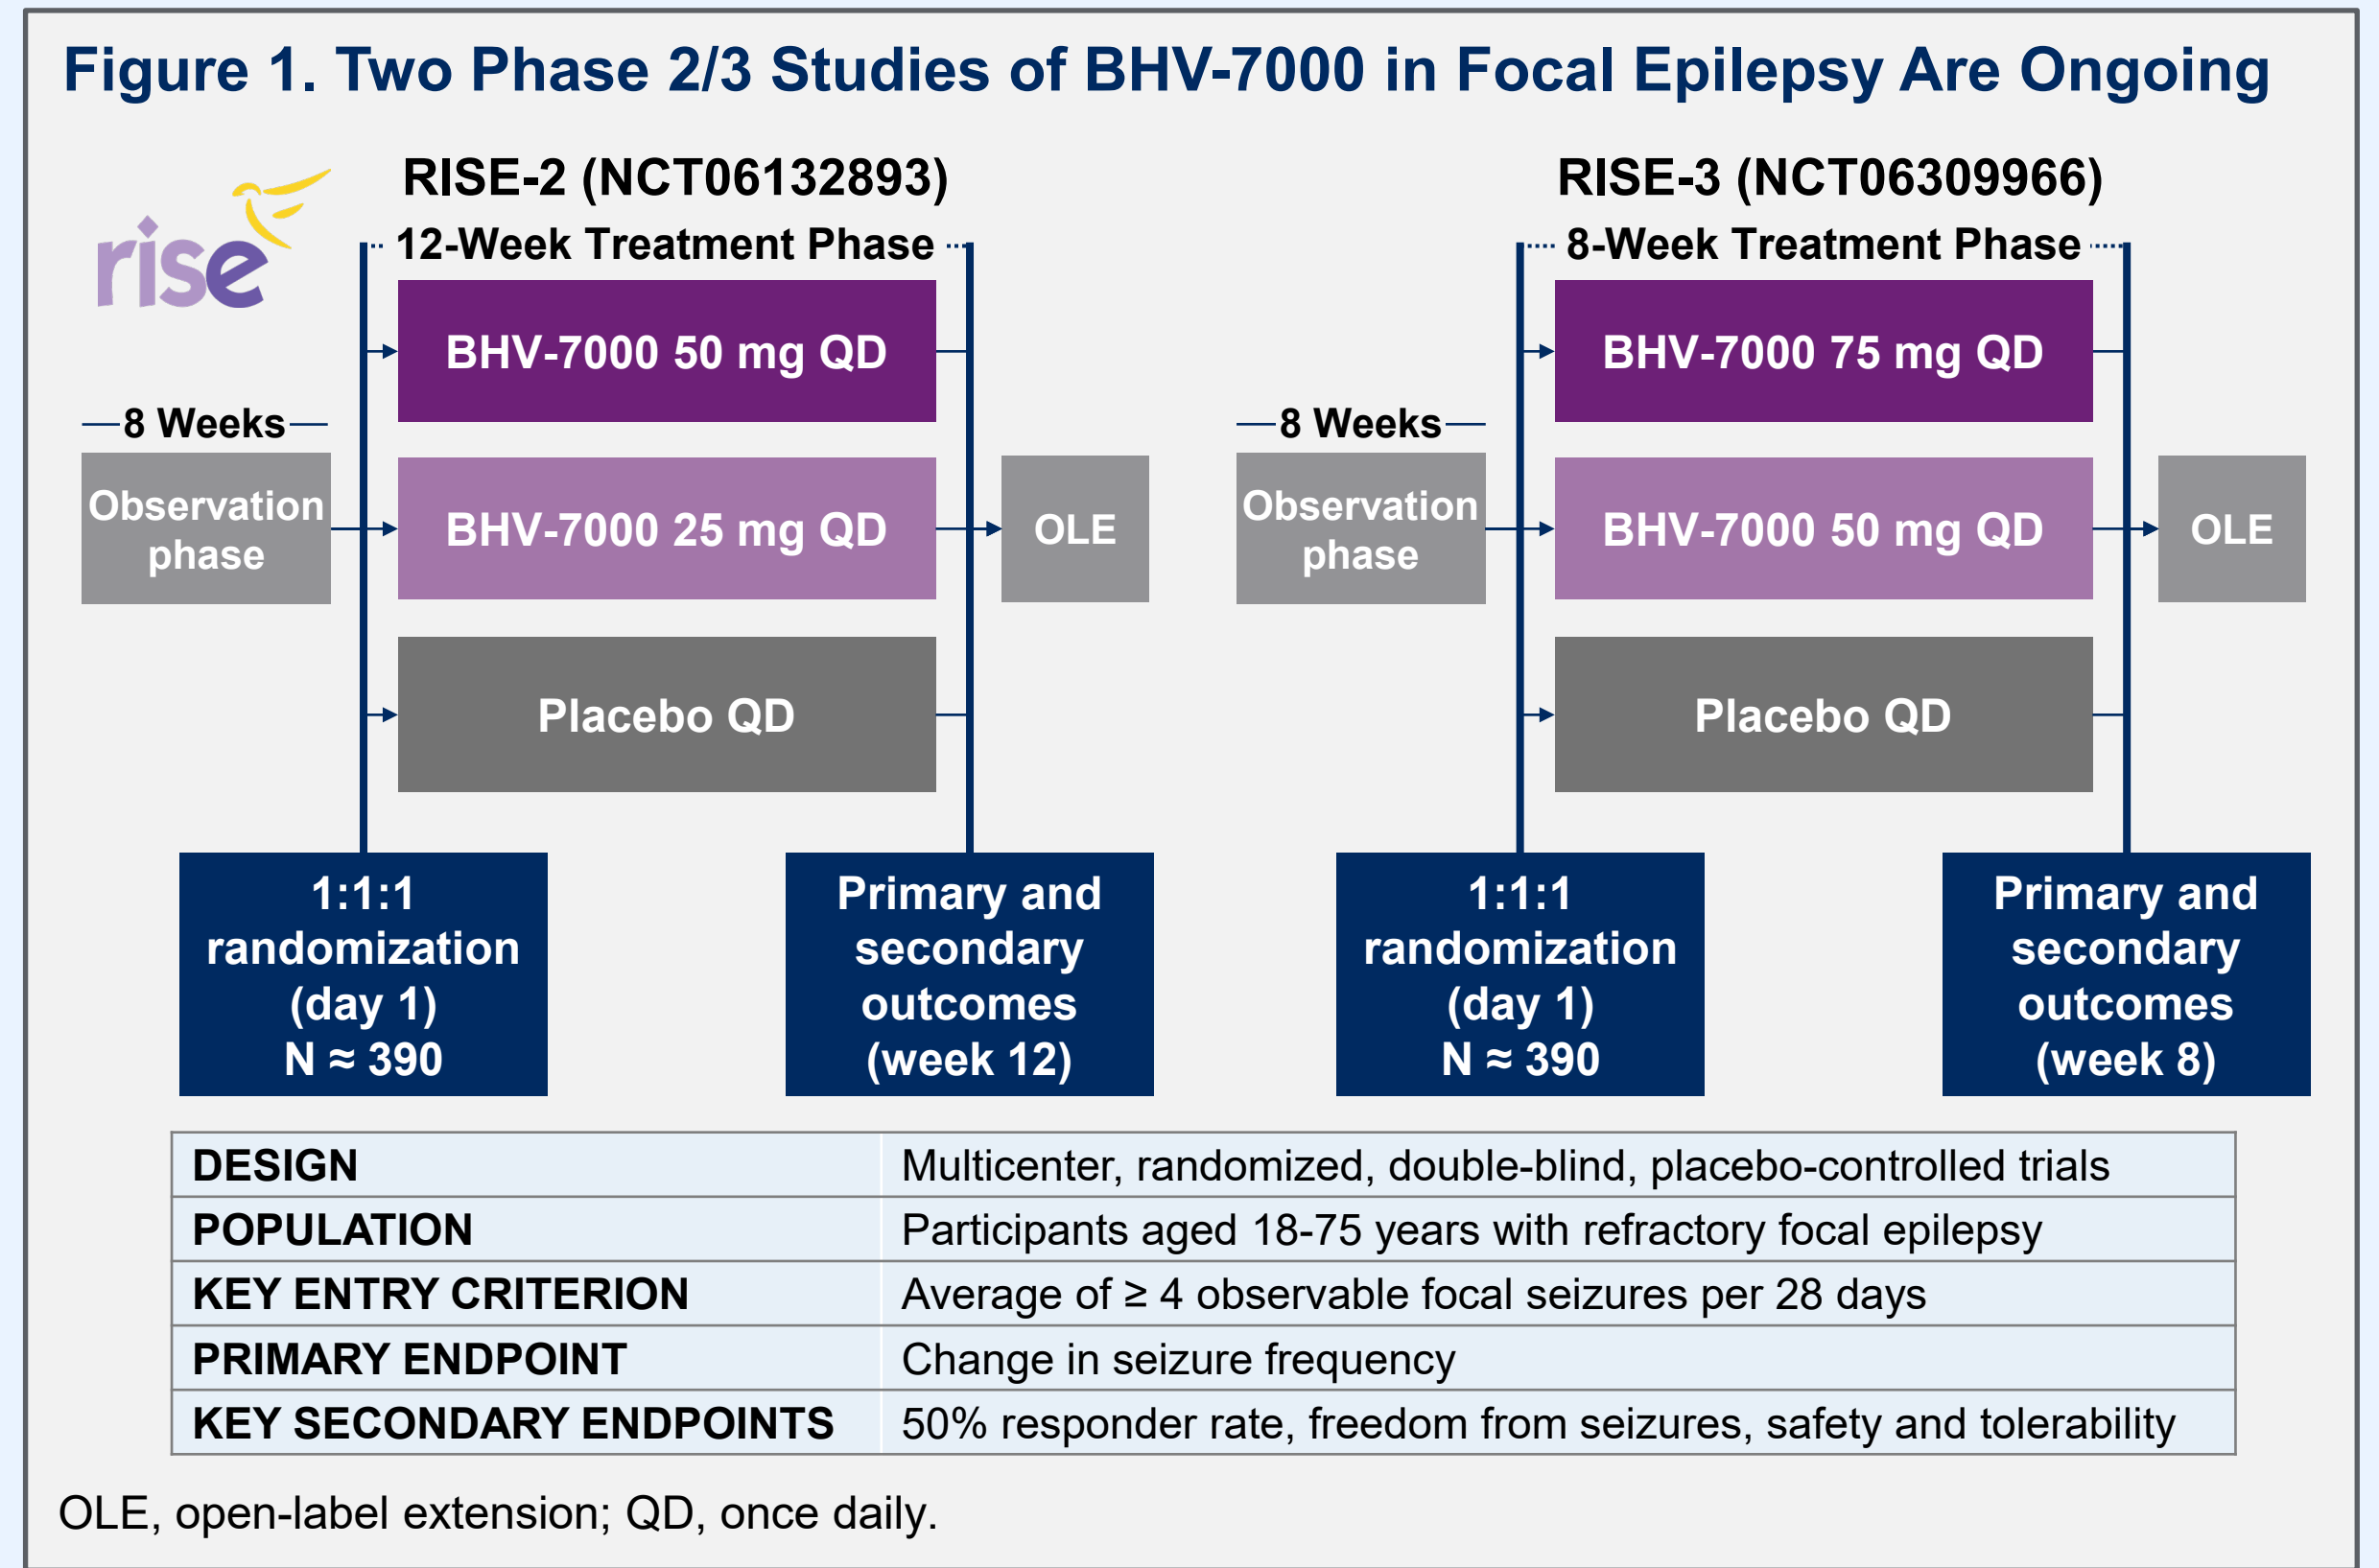 Figure 1. Two Phase 2/3 Studies of BHV-7000 in Focal Epilepsy Are Ongoing
rise
RISE-2 (NCT06132893)
12-Week Treatment Phase
8 Weeks
Observation
phase
BHV-7000 50 mg QD
BHV-7000 25 mg QD
Placebo QD
OLE
1:1:1
randomization
(day 1)
N ≈ 390
Primary and
secondary
outcomes
(week 12)
RISE-3 (NCT06309966)
8-Week Treatment Phase
8 Weeks
Observation
phase
BHV-7000 75 mg QD
BHV-7000 50 mg QD
Placebo QD
OLE
1:1:1
randomization
(day 1)
N ≈ 390
Primary and
secondary
outcomes
(week 8)
DESIGN Multicenter, randomized, double-blind, placebo-controlled trials
POPULATION Participants aged 18-75 years with refractory focal epilepsy
KEY ENTRY CRITERION Average of ≥ 4 observable focal seizures per 28 days
PRIMARY ENDPOINT Change in seizure frequency
KEY SECONDARY ENDPOINTS 50% responder rate, freedom from seizures, safety and tolerability
OLE, open-label extension; QD, once daily.